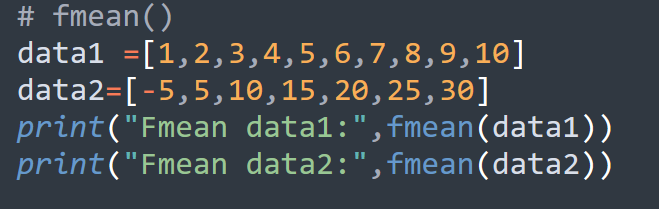 # fmean()
data1 =[1,2,3,4,5,6,7,8,9,10]
data2=[-5,5,10,15,20,25,30]
print("Fmean data1:",fmean(data1))
print("Fmean data2:",fmean(data2))